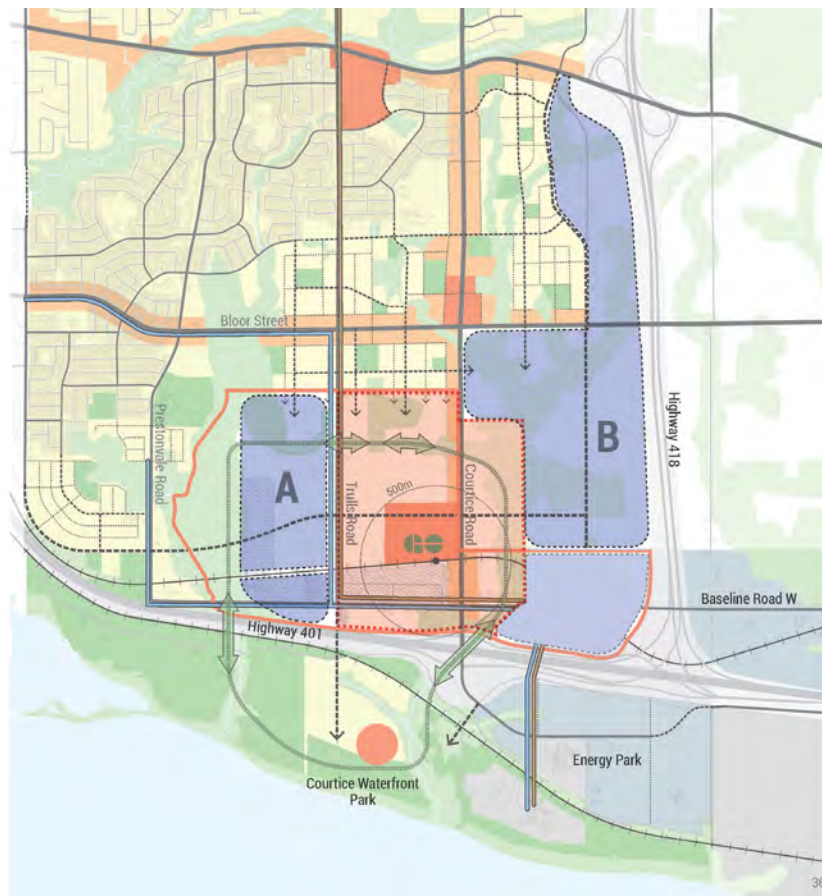 Bloor Street
Highway 418
B
Prestonvale Road
A
Trulls Road
500m
Courtice Road
GO
Baseline Road W
Highway 401
Energy Park
Courtice Waterfront
Park
36